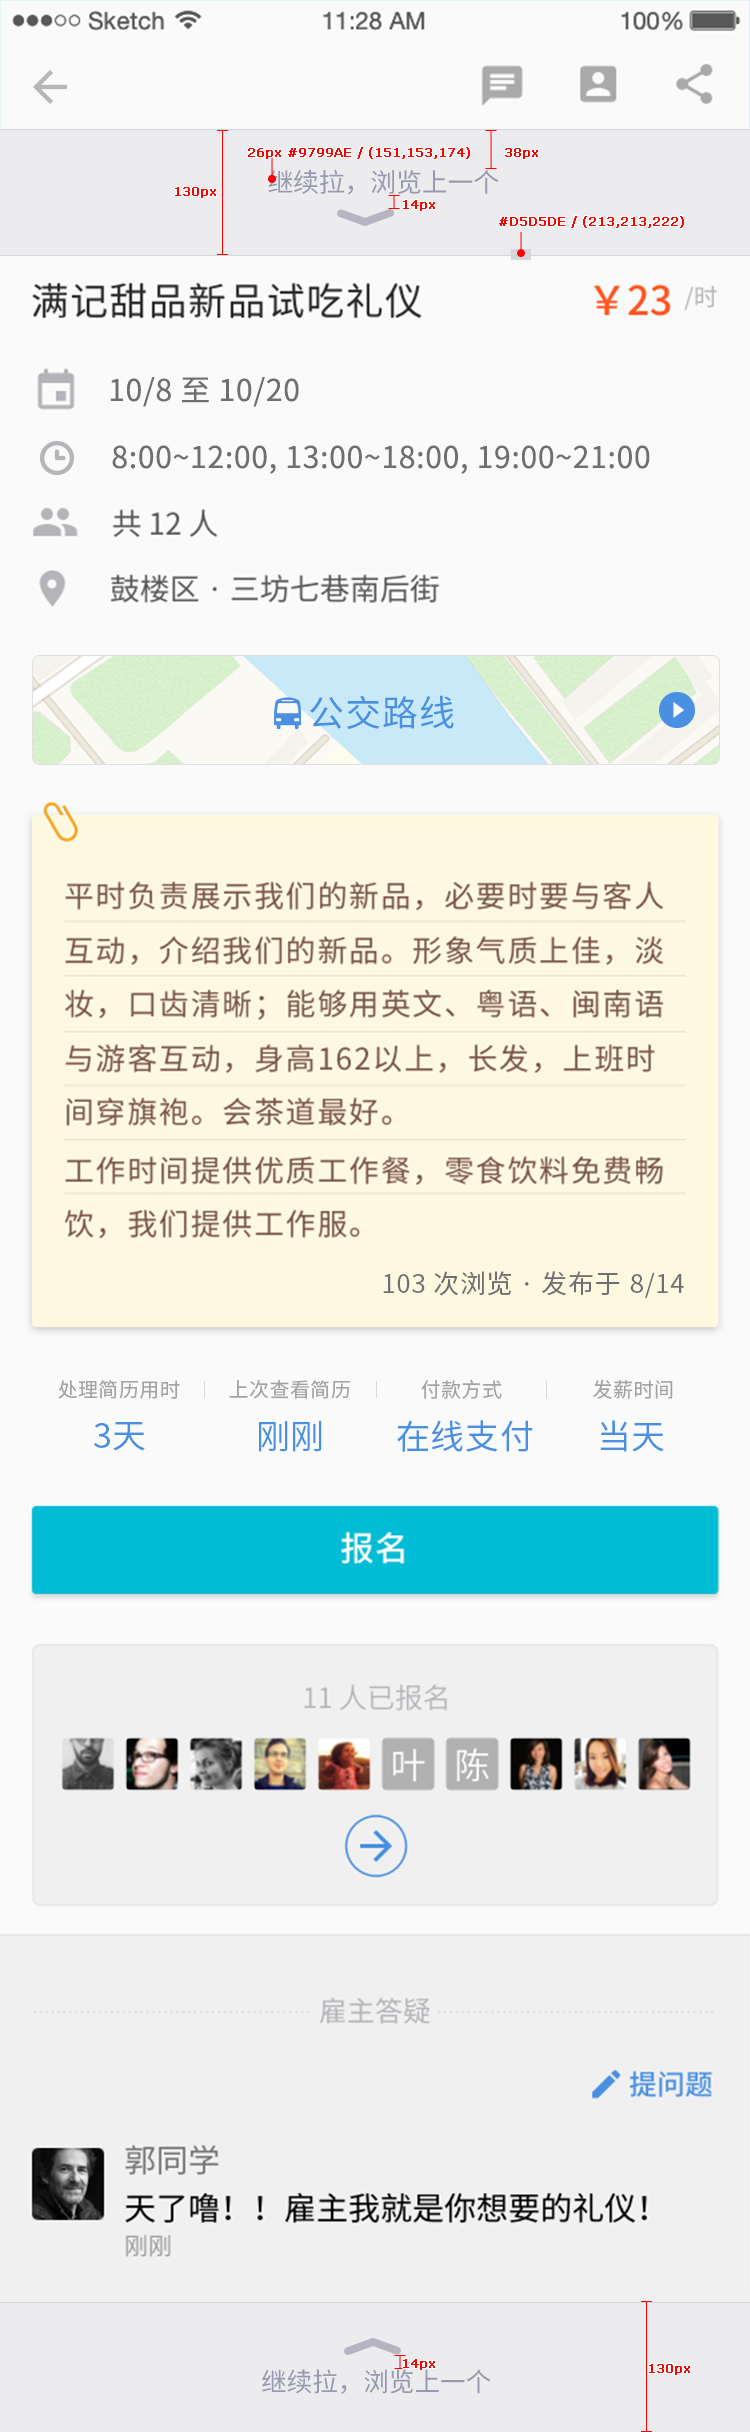 Sketch 11:28 AM 100%
26px #9799AE / (151,153,174) 38px
继续拉，浏览上一个
130px
14px
#D5D5DE / (213,213,222)
满记甜品新品试吃礼仪 ￥23 /时
10/8 至 10/20
8:00~12:00, 13:00~18:00, 19:00~21:00
共 12 人
鼓楼区 · 三坊七巷南后街
公交路线
平时负责展示我们的新品，必要时要与客人
互动，介绍我们的新品。形象气质上佳，淡
妆，口齿清晰；能够用英文、粤语、闽南语
与游客互动，身高162以上，长发，上班时
间穿旗袍。会茶道最好。
工作时间提供优质工作餐，零食饮料免费畅
饮，我们提供工作服。
103 次浏览 · 发布于 8/14
处理简历用时 上次查看简历 付款方式 发薪时间
3天 刚刚 在线支付 当天
报名
11 人已报名
叶 陈
雇主答疑
提问题
郭同学
天了噜！！雇主我就是你想要的礼仪！
刚刚
14px
130px
继续拉，浏览上一个